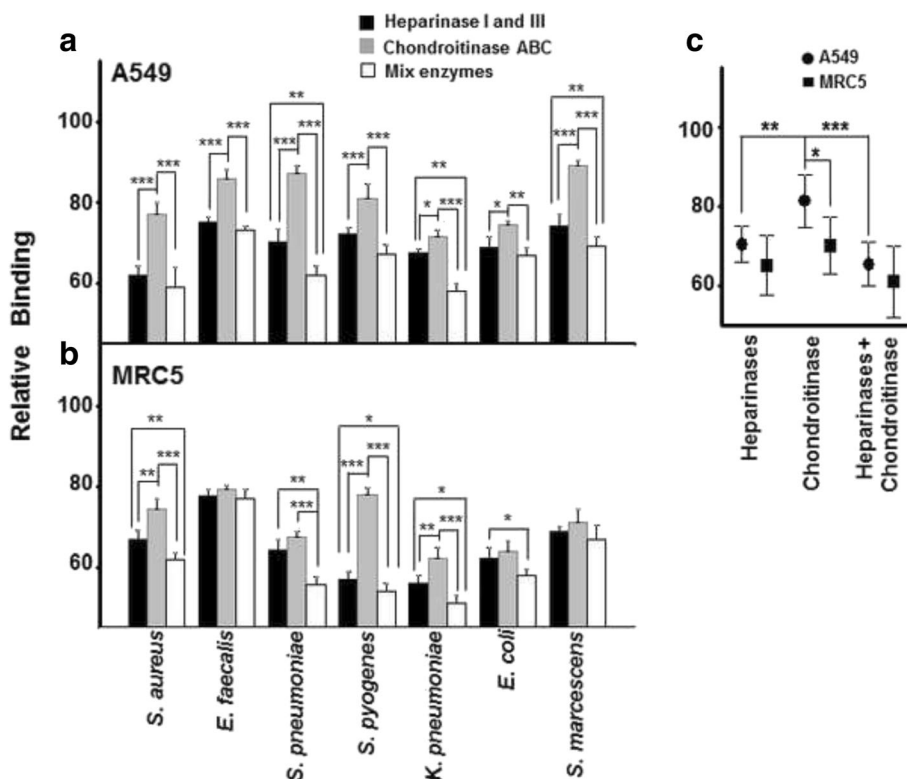 Heparinase I and III
Chondroitinase ABC
Mix enzymes
a
A549
100
80
60
*** ***
*** ***
**
*** ***
*** ***
**
* ***
* **
**
*** ***
b
MRC5
100
80
60
**
** ***
**
***
*
*** ***
*
** ***
*
Relative Binding
S. aureus
E. faecalis
S. pneumoniae
S. pyogenes
K. pneumoniae
E. coli
S. marcescens
c
A549
MRC5
100
80
60
** ***
*
Heparinases
Chondroitinase
Heparinases +
Chondroitinase